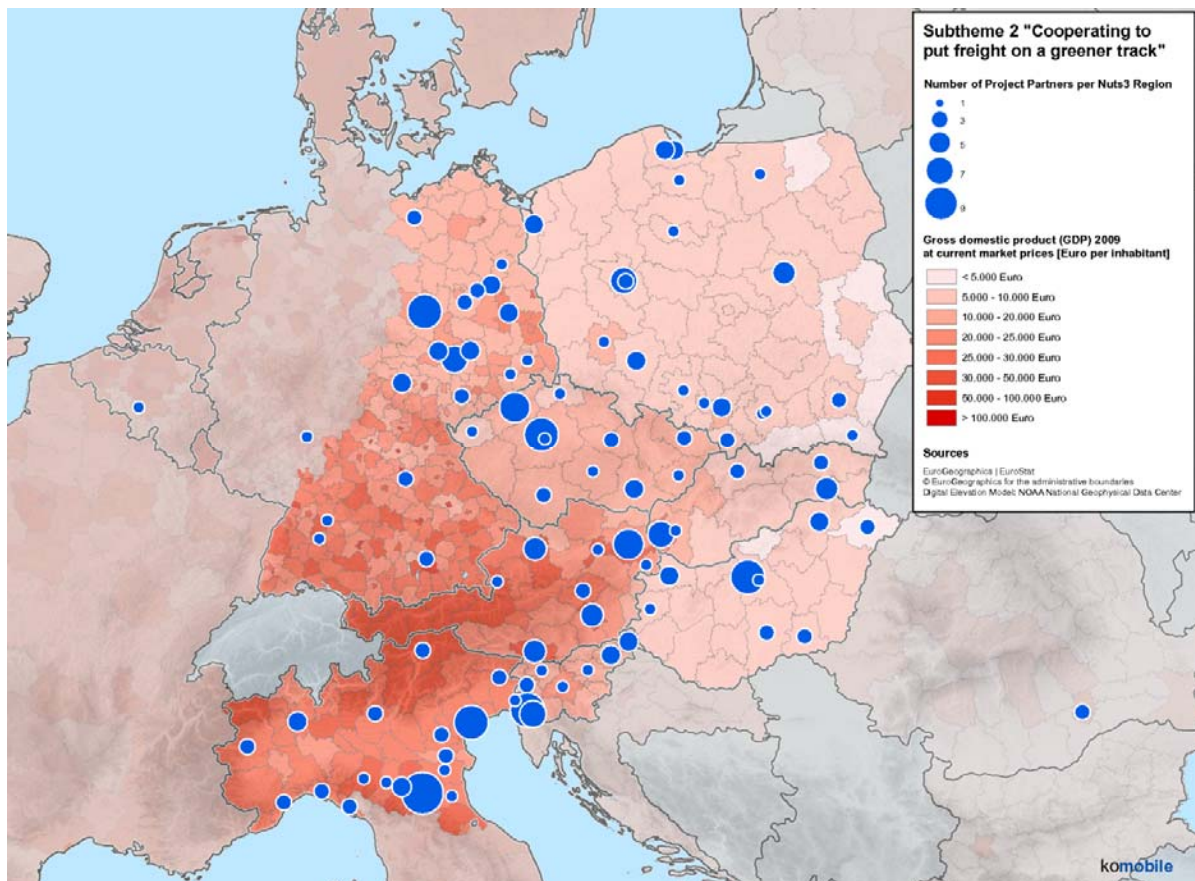 Subtheme 2 "Cooperating to
put freight on a greener track"
Number of Project Partners per Nuts3 Region
1
3
5
7
9
Gross domestic product (GDP) 2009
at current market prices [Euro per inhabitant]
< 5.000 Euro
5.000 - 10.000 Euro
10.000 - 20.000 Euro
20.000 - 25.000 Euro
25.000 - 30.000 Euro
30.000 - 50.000 Euro
50.000 - 100.000 Euro
> 100.000 Euro
Sources
EuroGeographics | EuroStat
© EuroGeographics for the administrative boundaries
Digital Elevation Model: NOAA National Geophysical Data Center
komobile